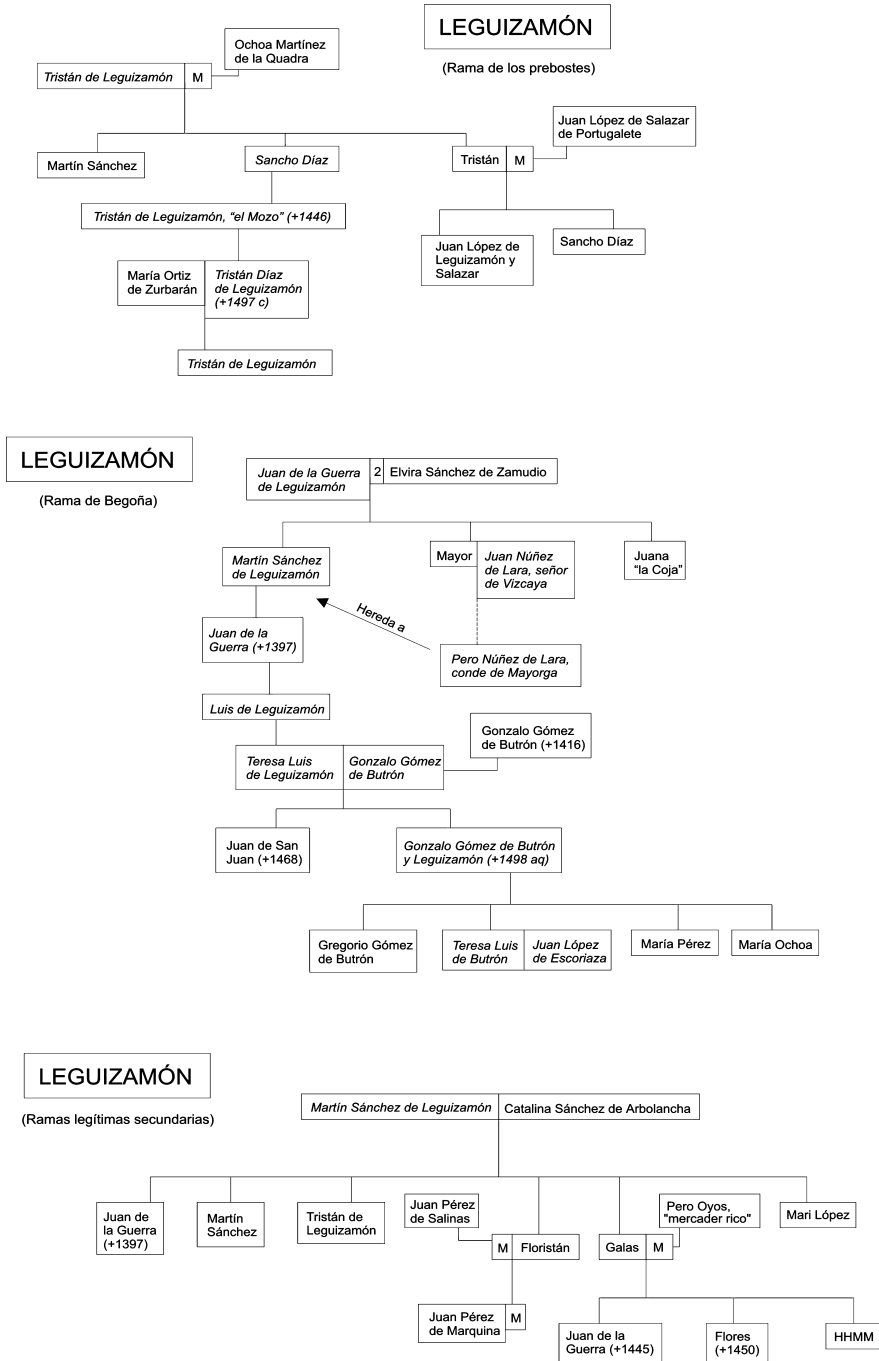 LEGUIZAMÓN
(Rama de los prebostes)
Ochoa Martínez
de la Quadra
Tristán de Leguizamón
M
Juan López de Salazar
de Portugalete
Martín Sánchez
Sancho Díaz
Tristán
M
Tristán de Leguizamón, “el Mozo” (+1446)
Juan López de
Leguizamón y
Salazar
Sancho Díaz
María Ortiz
de Zurbarán
Tristán Díaz
de Leguizamón
(+1497 c)
Tristán de Leguizamón
LEGUIZAMÓN
(Rama de Begoña)
Juan de la Guerra
de Leguizamón
2
Elvira Sánchez de Zamudio
Martín Sánchez
de Leguizamón
Mayor
Juan Núñez
de Lara, señor
de Vizcaya
Juana
“la Coja”
Hereda a
Juan de la
Guerra (+1397)
Pero Núñez de Lara,
conde de Mayorga
Luis de Leguizamón
Gonzalo Gómez
de Butrón (+1416)
Teresa Luis
de Leguizamón
Gonzalo Gómez
de Butrón
Juan de San
Juan (+1468)
Gonzalo Gómez de Butrón
y Leguizamón (+1498 aq)
Gregorio Gómez
de Butrón
Teresa Luis
de Butrón
Juan López
de Escoriaza
María Pérez
María Ochoa
LEGUIZAMÓN
(Ramas legítimas secundarias)
Martín Sánchez de Leguizamón
Catalina Sánchez de Arbolancha
Juan de
la Guerra
(+1397)
Martín
Sánchez
Tristán de
Leguizamón
Juan Pérez
de Salinas
M
Floristán
Galas
M
Pero Oyos,
"mercader rico"
Mari López
Juan Pérez
de Marquina
M
Juan de la
Guerra (+1445)
Flores
(+1450)
HHMM